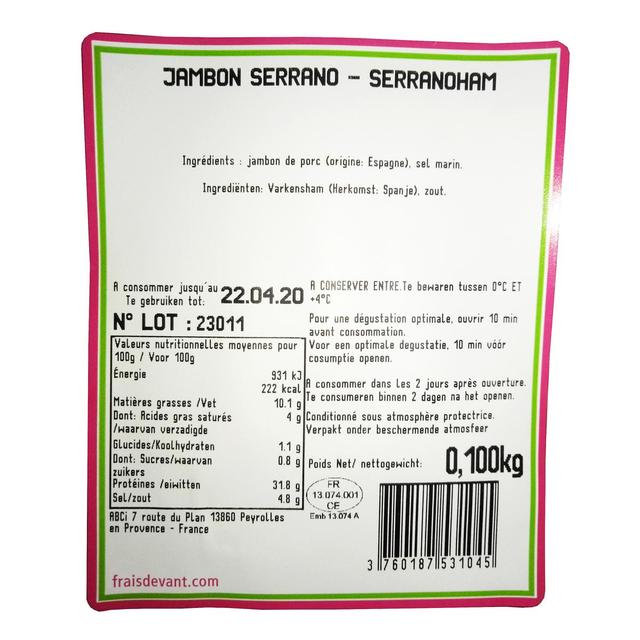 JAMBON SERRANO - SERRANOHAM
Ingrédients : jambon de porc (origine: Espagne), sel marin.
Ingrediënten: Varkensham (Herkomst: Spanje), zout.
A consommer jusqu'au
Te gebruiken tot: 22.04.20
N° LOT : 23011
Valeurs nutritionnelles moyennes pour
100g / Voor 100g
Énergie 931 kJ
222 kcal
Matières grasses /Vet 10.1 g
Dont: Acides gras saturés 4 g
/waarvan verzadigde
Glucides/Koolhydraten 1.1 g
Dont: Sucres/waarvan 0.8 g
zuikers
Protéines /eiwitten 31.8 g
Sel/zout 4.8 g
ABCi 7 route du Plan 13860 Peyrolles
en Provence - France
A CONSERVER ENTRE.Te bewaren tussen 0°C ET
+4°C
Pour une dégustation optimale, ouvrir 10 min
avant consommation.
Voor een optimale degustatie, 10 min vóór
cosumptie openen.
A consommer dans les 2 jours après ouverture.
Te consumeren binnen 2 dagen na het openen.
Conditionné sous atmosphère protectrice.
Verpakt onder beschermende atmosfeer
Poids Net/ nettogewicht: 0,100kg
FR
13.074.001
CE
Emb 13.074 A
3 760187 531045
fraisdevant.com